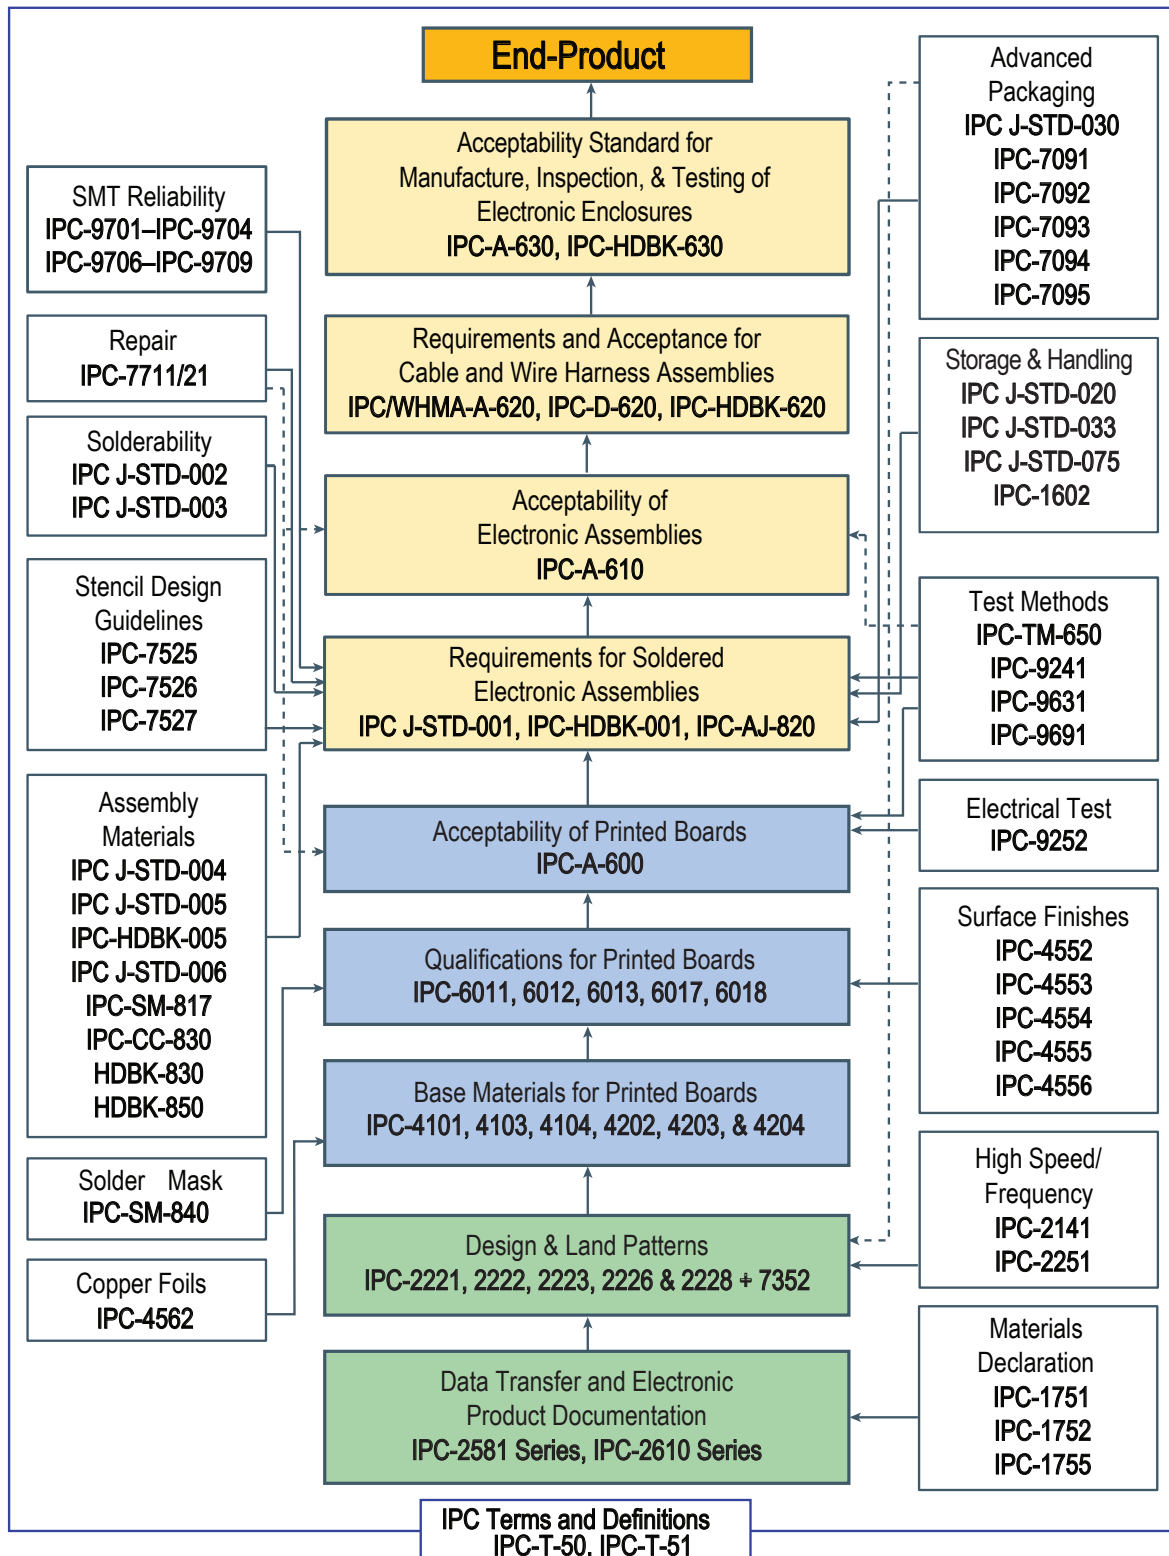 End-Product
Acceptability Standard for
Manufacture, Inspection, & Testing of
Electronic Enclosures
IPC-A-630, IPC-HDBK-630
Requirements and Acceptance for
Cable and Wire Harness Assemblies
IPC/WHMA-A-620, IPC-D-620, IPC-HDBK-620
Acceptability of
Electronic Assemblies
IPC-A-610
Requirements for Soldered
Electronic Assemblies
IPC J-STD-001, IPC-HDBK-001, IPC-AJ-820
Acceptability of Printed Boards
IPC-A-600
Qualifications for Printed Boards
IPC-6011, 6012, 6013, 6017, 6018
Base Materials for Printed Boards
IPC-4101, 4103, 4104, 4202, 4203, & 4204
Design & Land Patterns
IPC-2221, 2222, 2223, 2226 & 2228 + 7352
Data Transfer and Electronic
Product Documentation
IPC-2581 Series, IPC-2610 Series
SMT Reliability
IPC-9701–IPC-9704
IPC-9706–IPC-9709
Repair
IPC-7711/21
Solderability
IPC J-STD-002
IPC J-STD-003
Stencil Design
Guidelines
IPC-7525
IPC-7526
IPC-7527
Assembly
Materials
IPC J-STD-004
IPC J-STD-005
IPC-HDBK-005
IPC J-STD-006
IPC-SM-817
IPC-CC-830
HDBK-830
HDBK-850
Solder Mask
IPC-SM-840
Copper Foils
IPC-4562
Advanced
Packaging
IPC J-STD-030
IPC-7091
IPC-7092
IPC-7093
IPC-7094
IPC-7095
Storage & Handling
IPC J-STD-020
IPC J-STD-033
IPC J-STD-075
IPC-1602
Test Methods
IPC-TM-650
IPC-9241
IPC-9631
IPC-9691
Electrical Test
IPC-9252
Surface Finishes
IPC-4552
IPC-4553
IPC-4554
IPC-4555
IPC-4556
High Speed/
Frequency
IPC-2141
IPC-2251
Materials
Declaration
IPC-1751
IPC-1752
IPC-1755
IPC Terms and Definitions
IPC-T-50, IPC-T-51